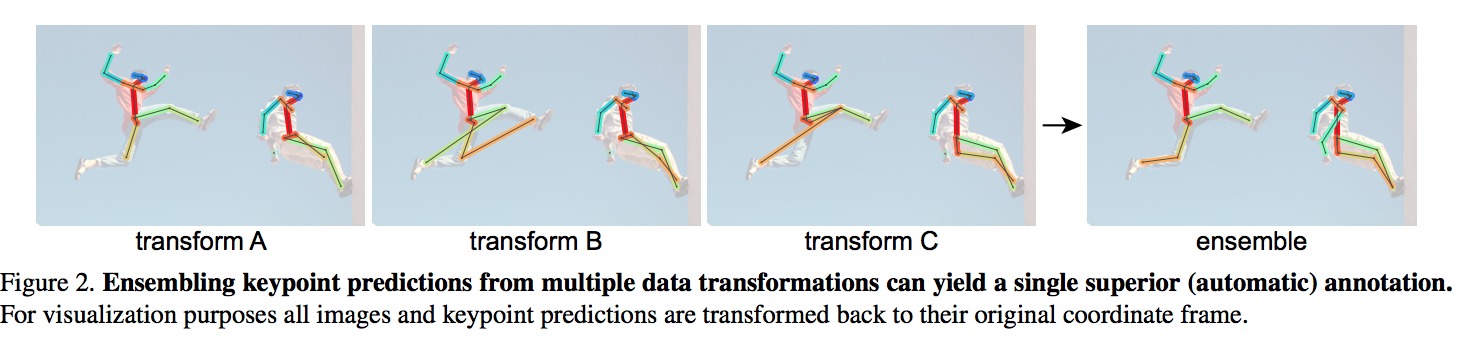 transform A transform B transform C ensemble
Figure 2. Ensembling keypoint predictions from multiple data transformations can yield a single superior (automatic) annotation.
For visualization purposes all images and keypoint predictions are transformed back to their original coordinate frame.